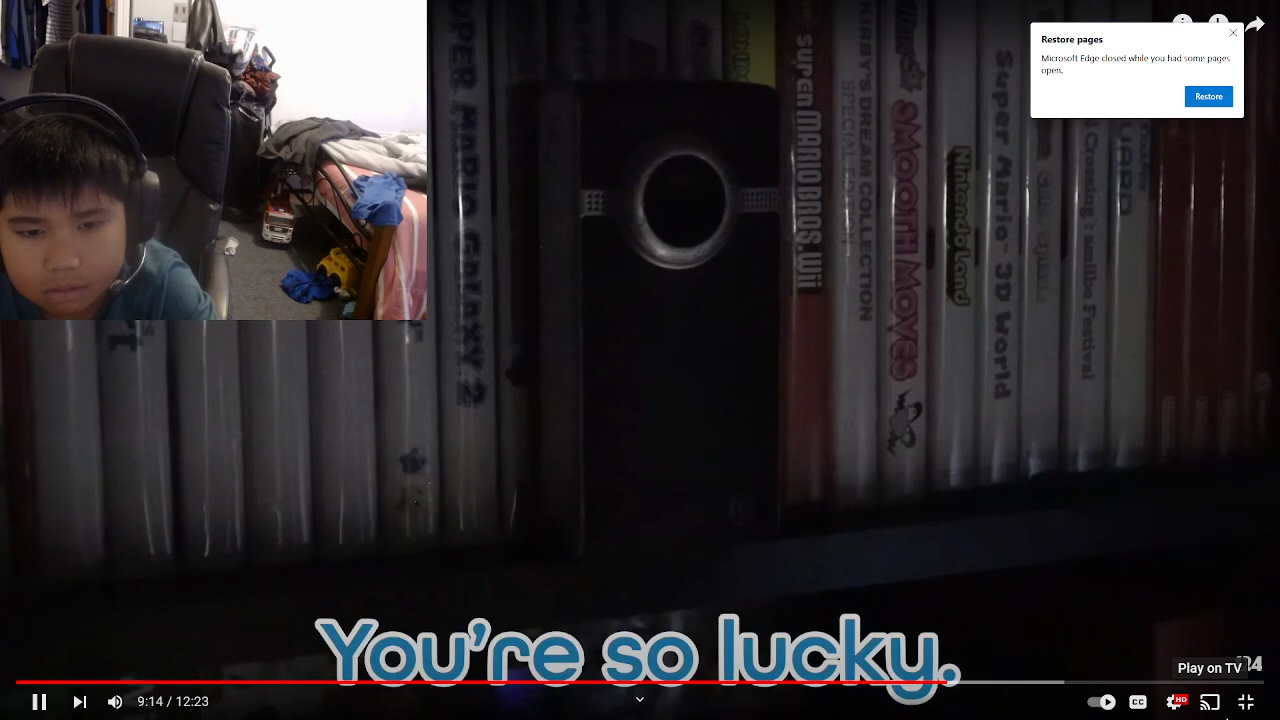 Restore pages
Microsoft Edge closed while you had some pages
open.
Restore
SUPER MARIO GALAXY 2
SUPER MARIO BROS. Wii
KIRBY'S DREAM COLLECTION
SPECIAL EDITION
SMOOTH MOVES
Nintendo Land
Super Mario 3D World
Crossing: amiibo Festival
You're so lucky.
Play on TV
9:14 / 12:23
CC
HD